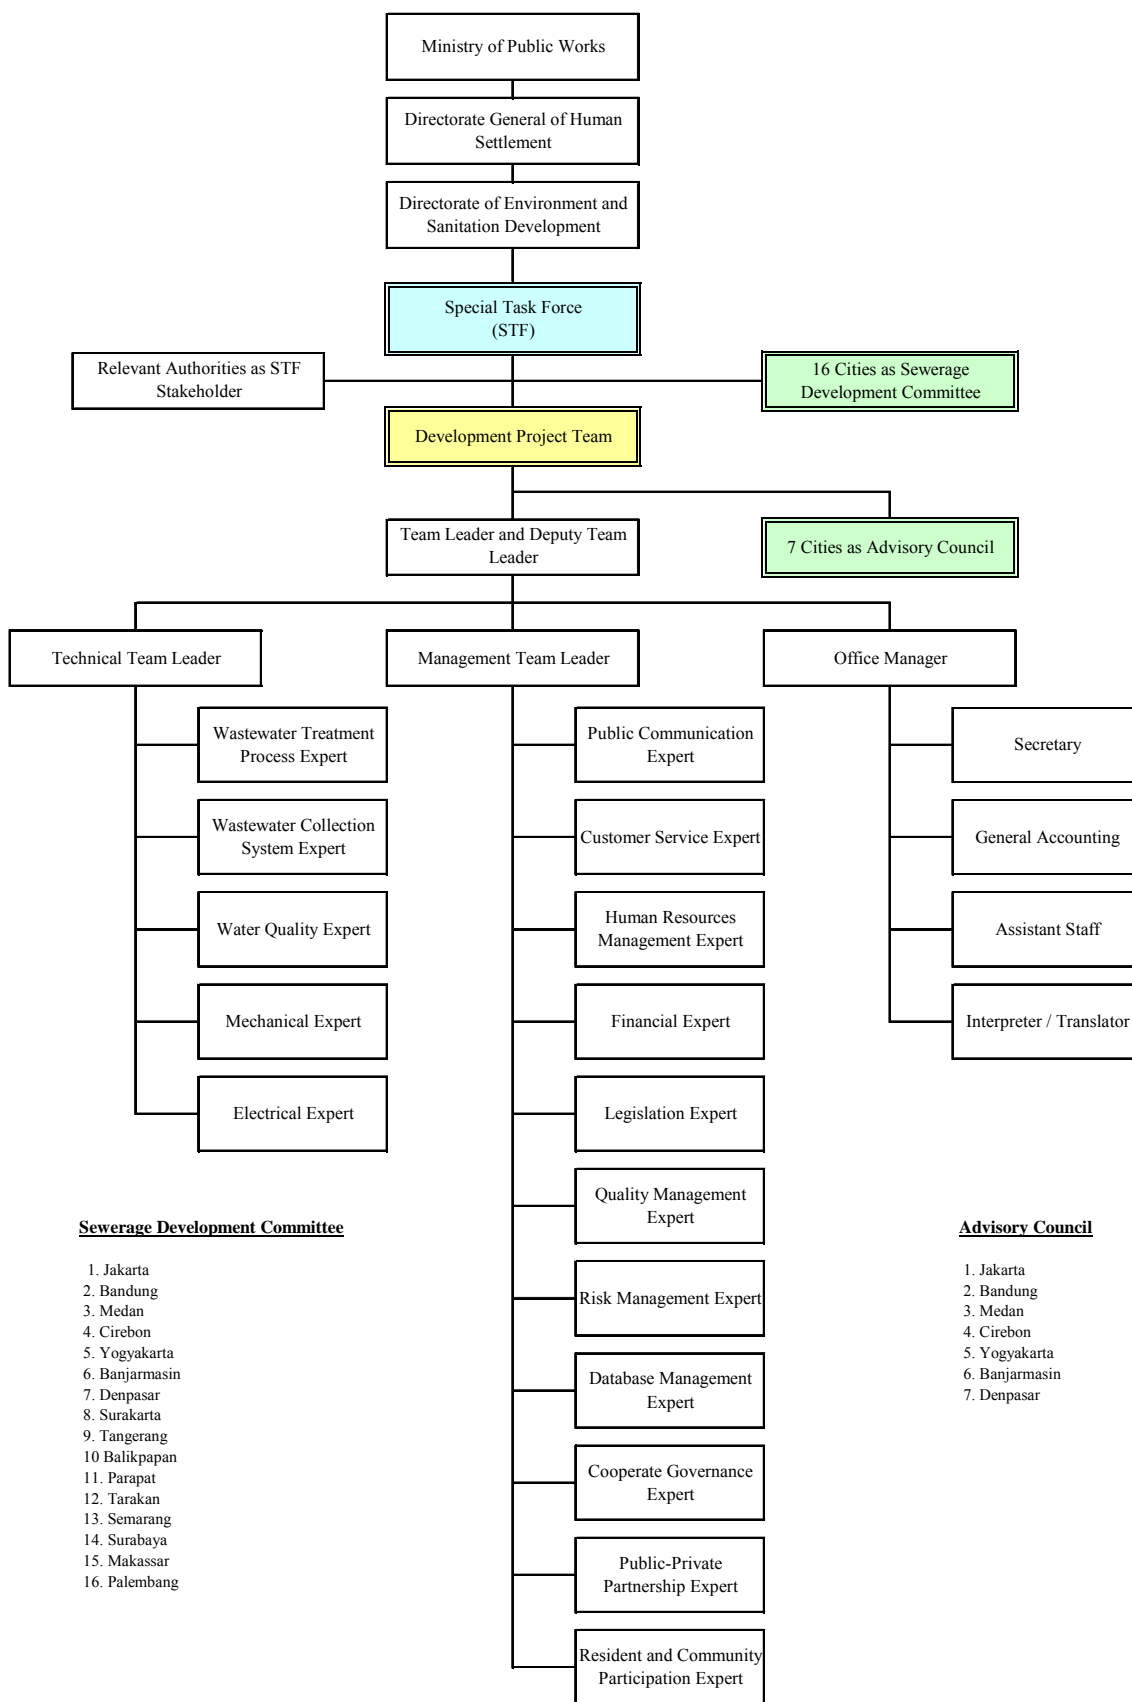 Ministry of Public Works
Directorate General of Human
Settlement
Directorate of Environment and
Sanitation Development
Special Task Force
(STF)
Relevant Authorities as STF
Stakeholder
16 Cities as Sewerage
Development Committee
Development Project Team
Team Leader and Deputy Team
Leader
7 Cities as Advisory Council
Technical Team Leader
Management Team Leader
Office Manager
Wastewater Treatment
Process Expert
Wastewater Collection
System Expert
Water Quality Expert
Mechanical Expert
Electrical Expert
Public Communication
Expert
Customer Service Expert
Human Resources
Management Expert
Financial Expert
Legislation Expert
Quality Management
Expert
Risk Management Expert
Database Management
Expert
Cooperate Governance
Expert
Public-Private
Partnership Expert
Resident and Community
Participation Expert
Secretary
General Accounting
Assistant Staff
Interpreter / Translator
Sewerage Development Committee
1. Jakarta
2. Bandung
3. Medan
4. Cirebon
5. Yogyakarta
6. Banjarmasin
7. Denpasar
8. Surakarta
9. Tangerang
10 Balikpapan
11. Parapat
12. Tarakan
13. Semarang
14. Surabaya
15. Makassar
16. Palembang
Advisory Council
1. Jakarta
2. Bandung
3. Medan
4. Cirebon
5. Yogyakarta
6. Banjarmasin
7. Denpasar